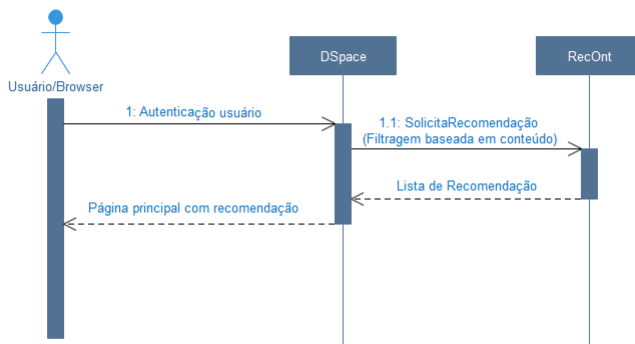 DSpace
RecOnt
Usuário/Browser
1: Autenticação usuário
1.1: SolicitaRecomendação
(Filtragem baseada em conteúdo)
Lista de Recomendação
Página principal com recomendação